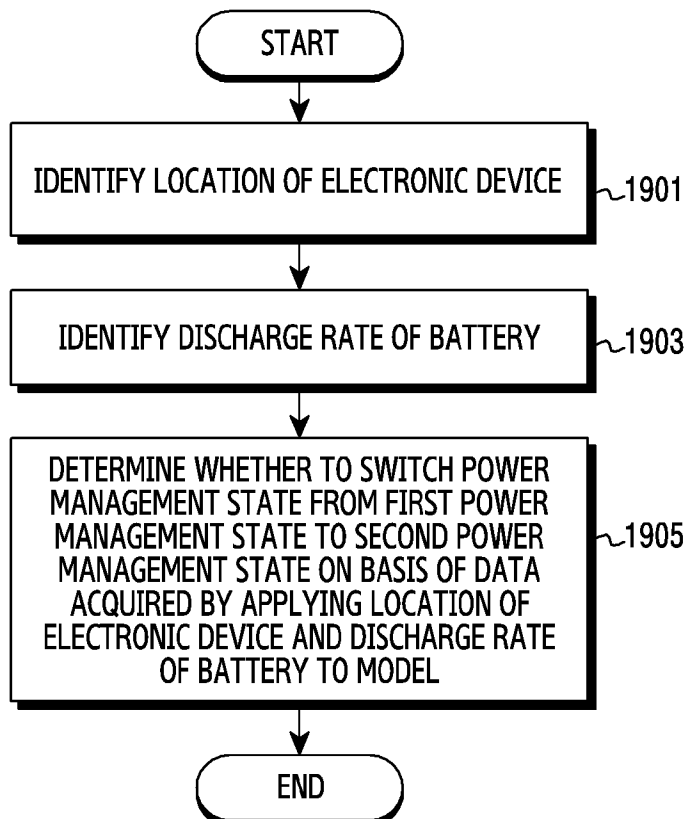 START
IDENTIFY LOCATION OF ELECTRONIC DEVICE
1901
IDENTIFY DISCHARGE RATE OF BATTERY
1903
DETERMINE WHETHER TO SWITCH POWER
MANAGEMENT STATE FROM FIRST POWER
MANAGEMENT STATE TO SECOND POWER
MANAGEMENT STATE ON BASIS OF DATA
ACQUIRED BY APPLYING LOCATION OF
ELECTRONIC DEVICE AND DISCHARGE RATE
OF BATTERY TO MODEL
1905
END